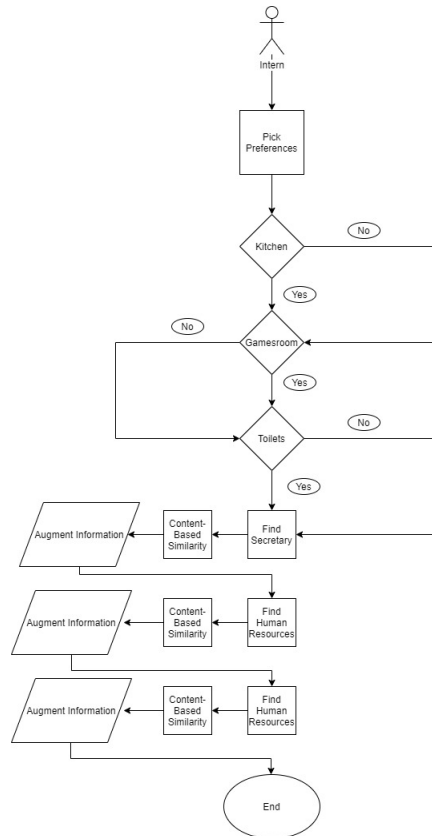 Intern
Pick
Preferences
Kitchen
No
Yes
No
Gamesroom
Yes
Toilets
No
Yes
Augment Information
Content-
Based
Similarity
Find
Secretary
Augment Information
Content-
Based
Similarity
Find
Human
Resources
Augment Information
Content-
Based
Similarity
Find
Human
Resources
End